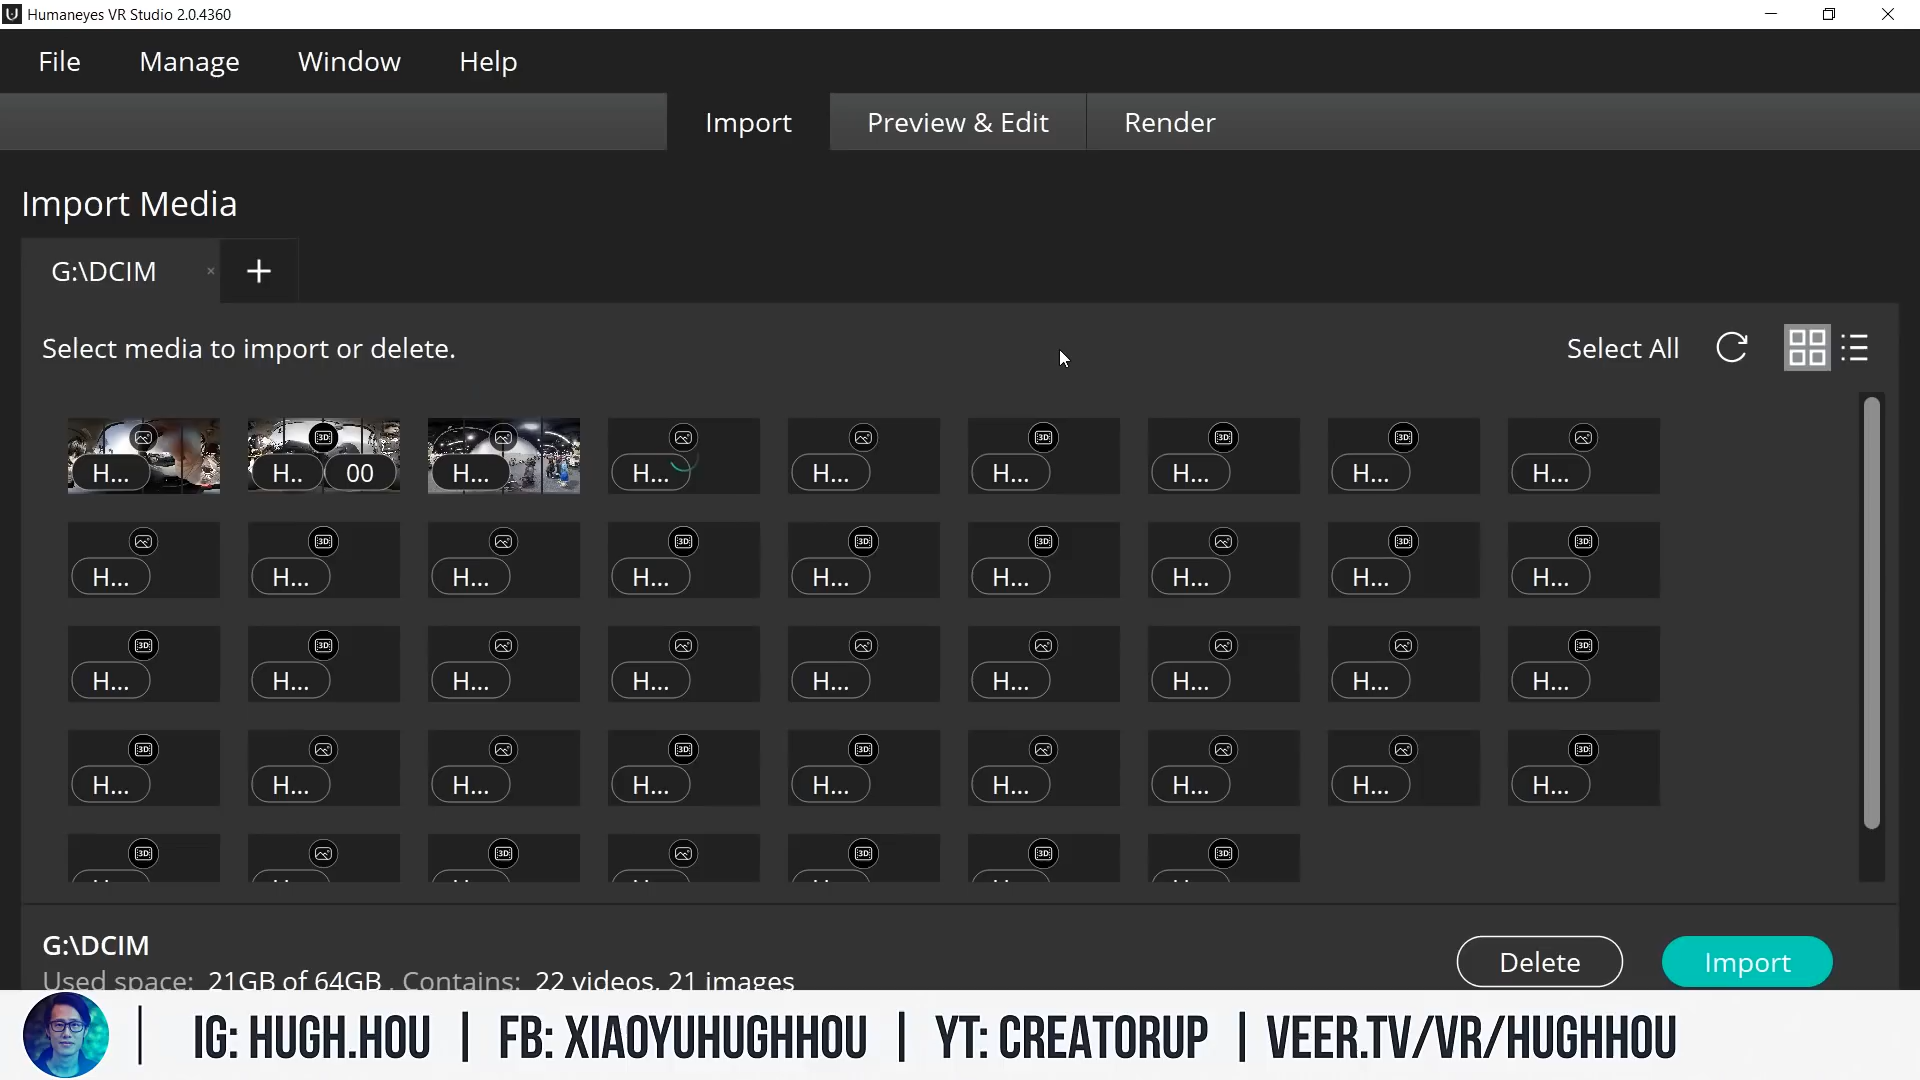 Humaneyes VR Studio 2.0.4360
File Manage Window Help
Import Preview & Edit Render
Import Media
G:\DCIM × +
Select media to import or delete. Select All
H... H.. 00 H... H... H... H... H... H... H...
H... H... H... H... H... H... H... H... H...
H... H... H... H... H... H... H... H... H...
H... H... H... H... H... H... H... H... H...
G:\DCIM
Used space: 21GB of 64GB . Contains: 22 videos, 21 images
Delete Import
IG: HUGH.HOU | FB: XIAOYUHUGHHOU | YT: CREATORUP | VEER.TV/VR/HUGHHOU